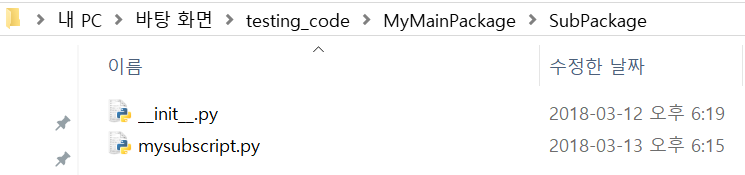 내 PC > 바탕 화면 > testing_code > MyMainPackage > SubPackage
이름 수정한 날짜
__init__.py 2018-03-12 오후 6:19
mysubscript.py 2018-03-13 오후 6:15